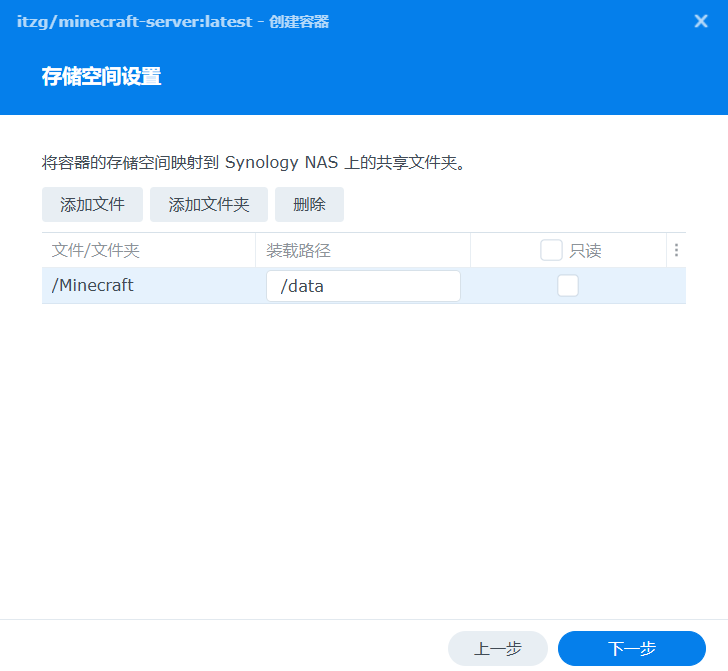 itzg/minecraft-server:latest - 创建容器
存储空间设置
将容器的存储空间映射到 Synology NAS 上的共享文件夹。
添加文件 添加文件夹 删除
文件/文件夹 装载路径 只读
/Minecraft /data
上一步 下一步